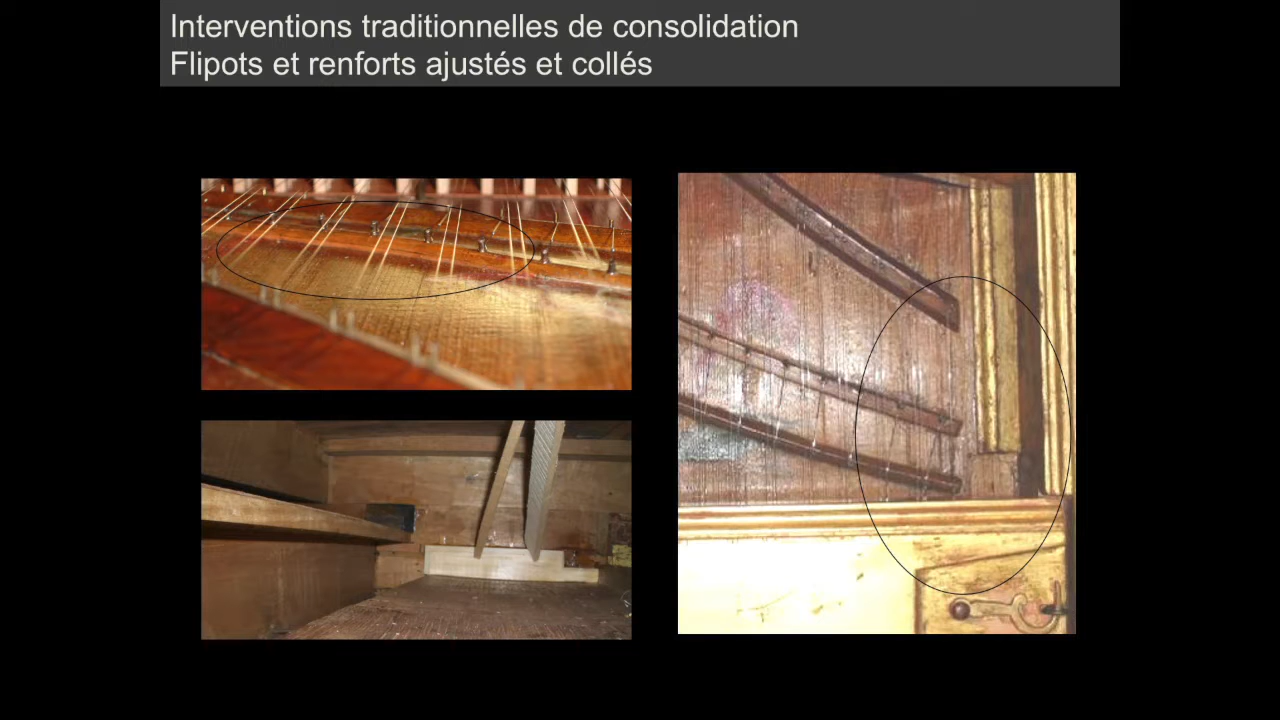 Interventions traditionnelles de consolidation
Flipots et renforts ajustés et collés